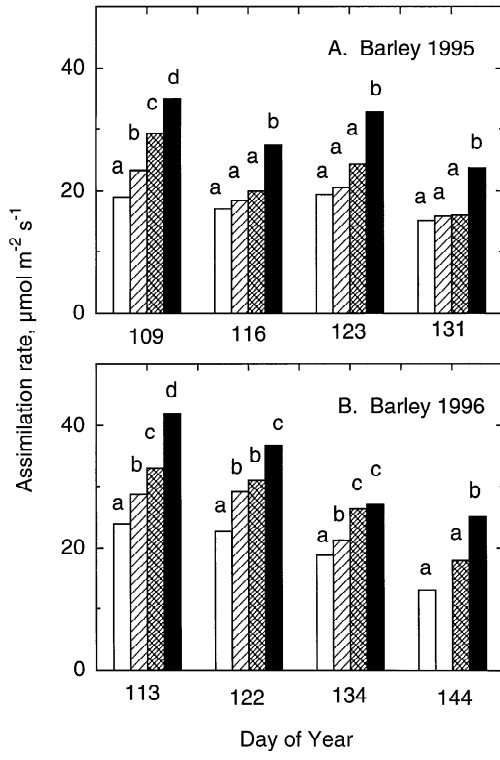 A. Barley 1995
40
20
0
a b c d
a a a b
a a a b
a a a b
109 116 123 131
B. Barley 1996
40
20
0
a b c d
a b b c
a b c c
a a b
113 122 134 144
Assimilation rate, µmol m⁻² s⁻¹
Day of Year